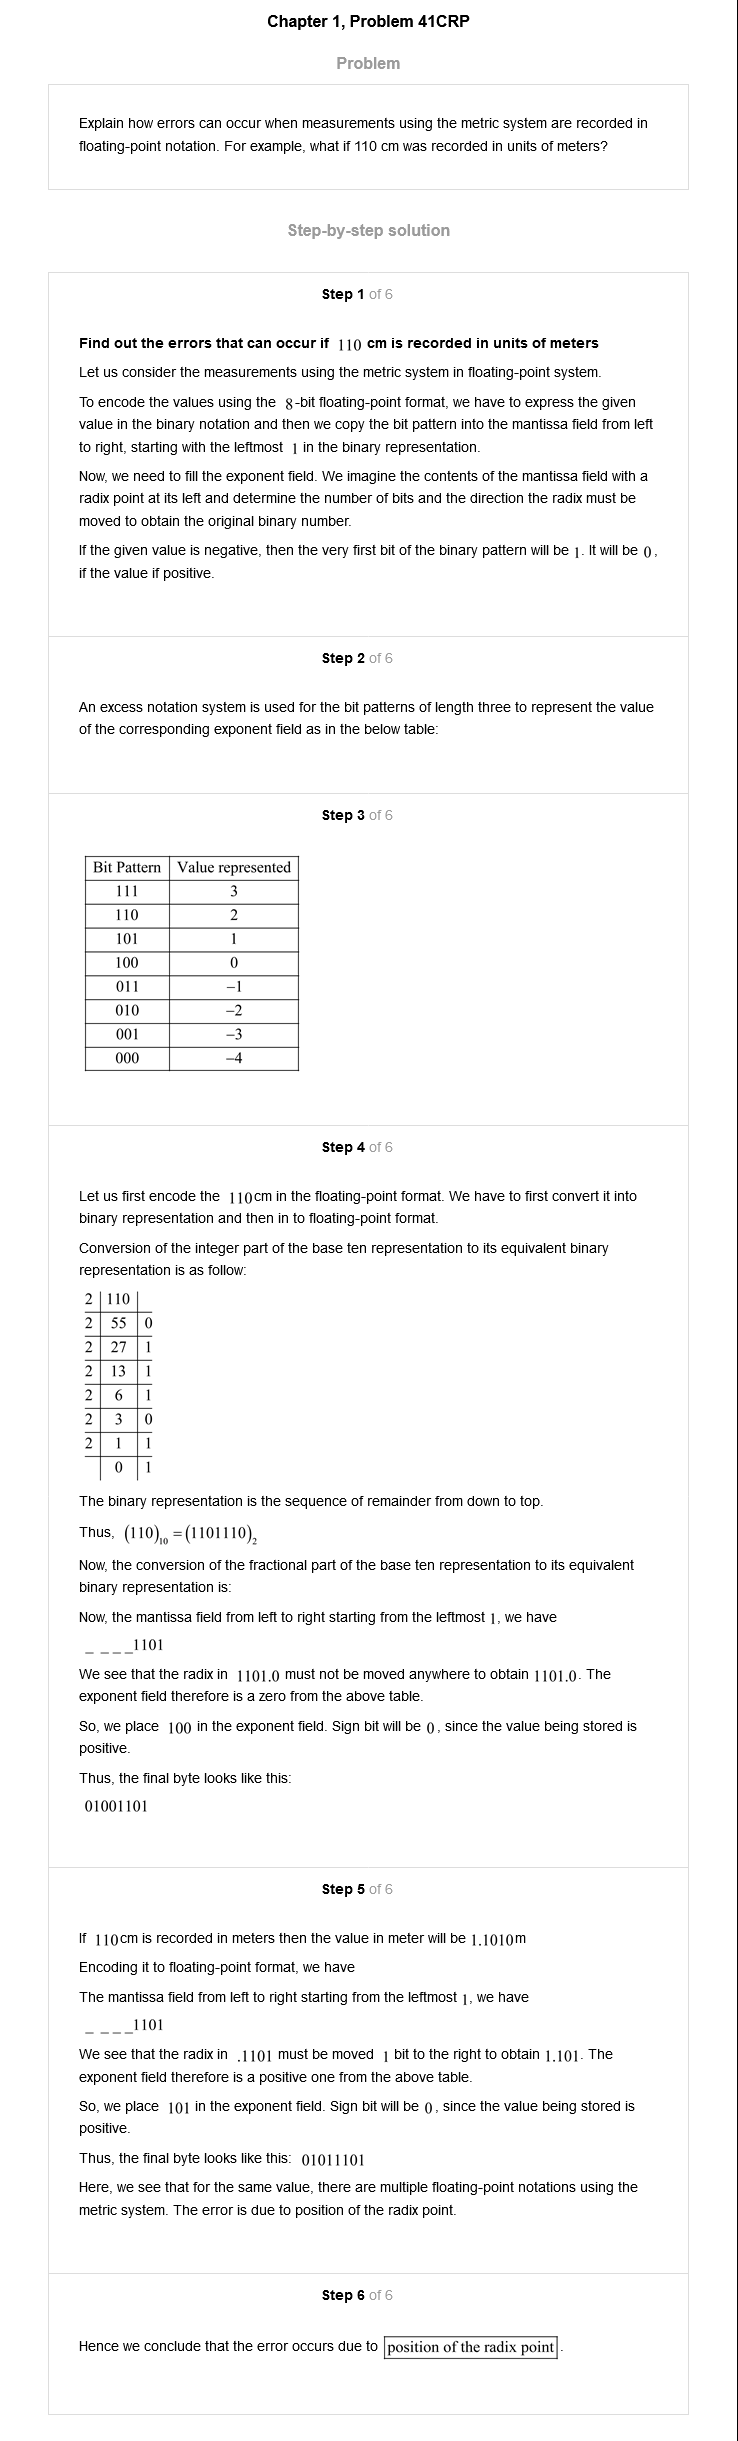 Chapter 1, Problem 41CRP
Problem
Explain how errors can occur when measurements using the metric system are recorded in
floating-point notation. For example, what if 110 cm was recorded in units of meters?
Step-by-step solution
Step 1 of 6
Find out the errors that can occur if 110 cm is recorded in units of meters
Let us consider the measurements using the metric system in floating-point system.
To encode the values using the 8-bit floating-point format, we have to express the given
value in the binary notation and then we copy the bit pattern into the mantissa field from left
to right, starting with the leftmost 1 in the binary representation.
Now, we need to fill the exponent field. We imagine the contents of the mantissa field with a
radix point at its left and determine the number of bits and the direction the radix must be
moved to obtain the original binary number.
If the given value is negative, then the very first bit of the binary pattern will be 1. It will be 0,
if the value if positive.
Step 2 of 6
An excess notation system is used for the bit patterns of length three to represent the value
of the corresponding exponent field as in the below table:
Step 3 of 6
Bit Pattern Value represented
111 3
110 2
101 1
100 0
011 −1
010 −2
001 −3
000 −4
Step 4 of 6
Let us first encode the 110cm in the floating-point format. We have to first convert it into
binary representation and then in to floating-point format.
Conversion of the integer part of the base ten representation to its equivalent binary
representation is as follow:
2 110
2 55 0
2 27 1
2 13 1
2 6 1
2 3 0
2 1 1
0 1
The binary representation is the sequence of remainder from down to top.
Thus, (110)₁₀ = (1101110)₂
Now, the conversion of the fractional part of the base ten representation to its equivalent
binary representation is:
Now, the mantissa field from left to right starting from the leftmost 1, we have
_ _ _ _1101
We see that the radix in 1101.0 must not be moved anywhere to obtain 1101.0. The
exponent field therefore is a zero from the above table.
So, we place 100 in the exponent field. Sign bit will be 0, since the value being stored is
positive.
Thus, the final byte looks like this:
01001101
Step 5 of 6
If 110cm is recorded in meters then the value in meter will be 1.1010m
Encoding it to floating-point format, we have
The mantissa field from left to right starting from the leftmost 1, we have
_ _ _ _1101
We see that the radix in .1101 must be moved 1 bit to the right to obtain 1.101. The
exponent field therefore is a positive one from the above table.
So, we place 101 in the exponent field. Sign bit will be 0, since the value being stored is
positive.
Thus, the final byte looks like this: 01011101
Here, we see that for the same value, there are multiple floating-point notations using the
metric system. The error is due to position of the radix point.
Step 6 of 6
Hence we conclude that the error occurs due to position of the radix point.